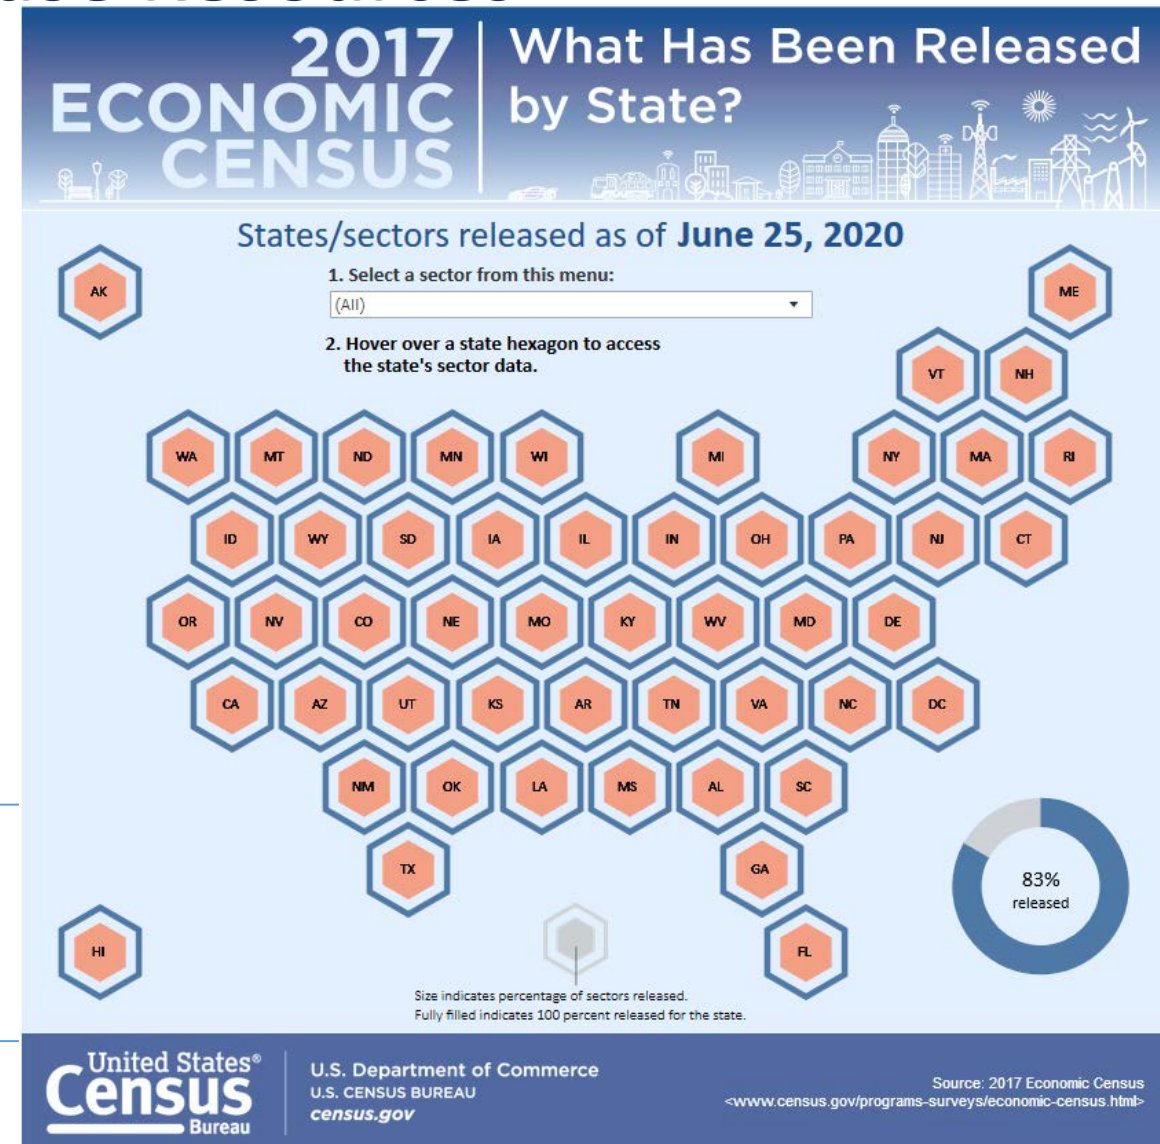 2017
ECONOMIC
CENSUS
What Has Been Released
by State?
States/sectors released as of June 25, 2020
1. Select a sector from this menu:
(All)
2. Hover over a state hexagon to access
the state's sector data.
AK
ME
VT
NH
WA
MT
ND
MN
WI
MI
NY
MA
RI
ID
WY
SD
IA
IL
IN
OH
PA
NJ
CT
OR
NV
CO
NE
MO
KY
WV
MD
DE
CA
AZ
UT
KS
AR
TN
VA
NC
DC
NM
OK
LA
MS
AL
SC
TX
GA
HI
FL
83%
released
Size indicates percentage of sectors released.
Fully filled indicates 100 percent released for the state.
United States®
Census
Bureau
U.S. Department of Commerce
U.S. CENSUS BUREAU
census.gov
Source: 2017 Economic Census
<www.census.gov/programs-surveys/economic-census.html>